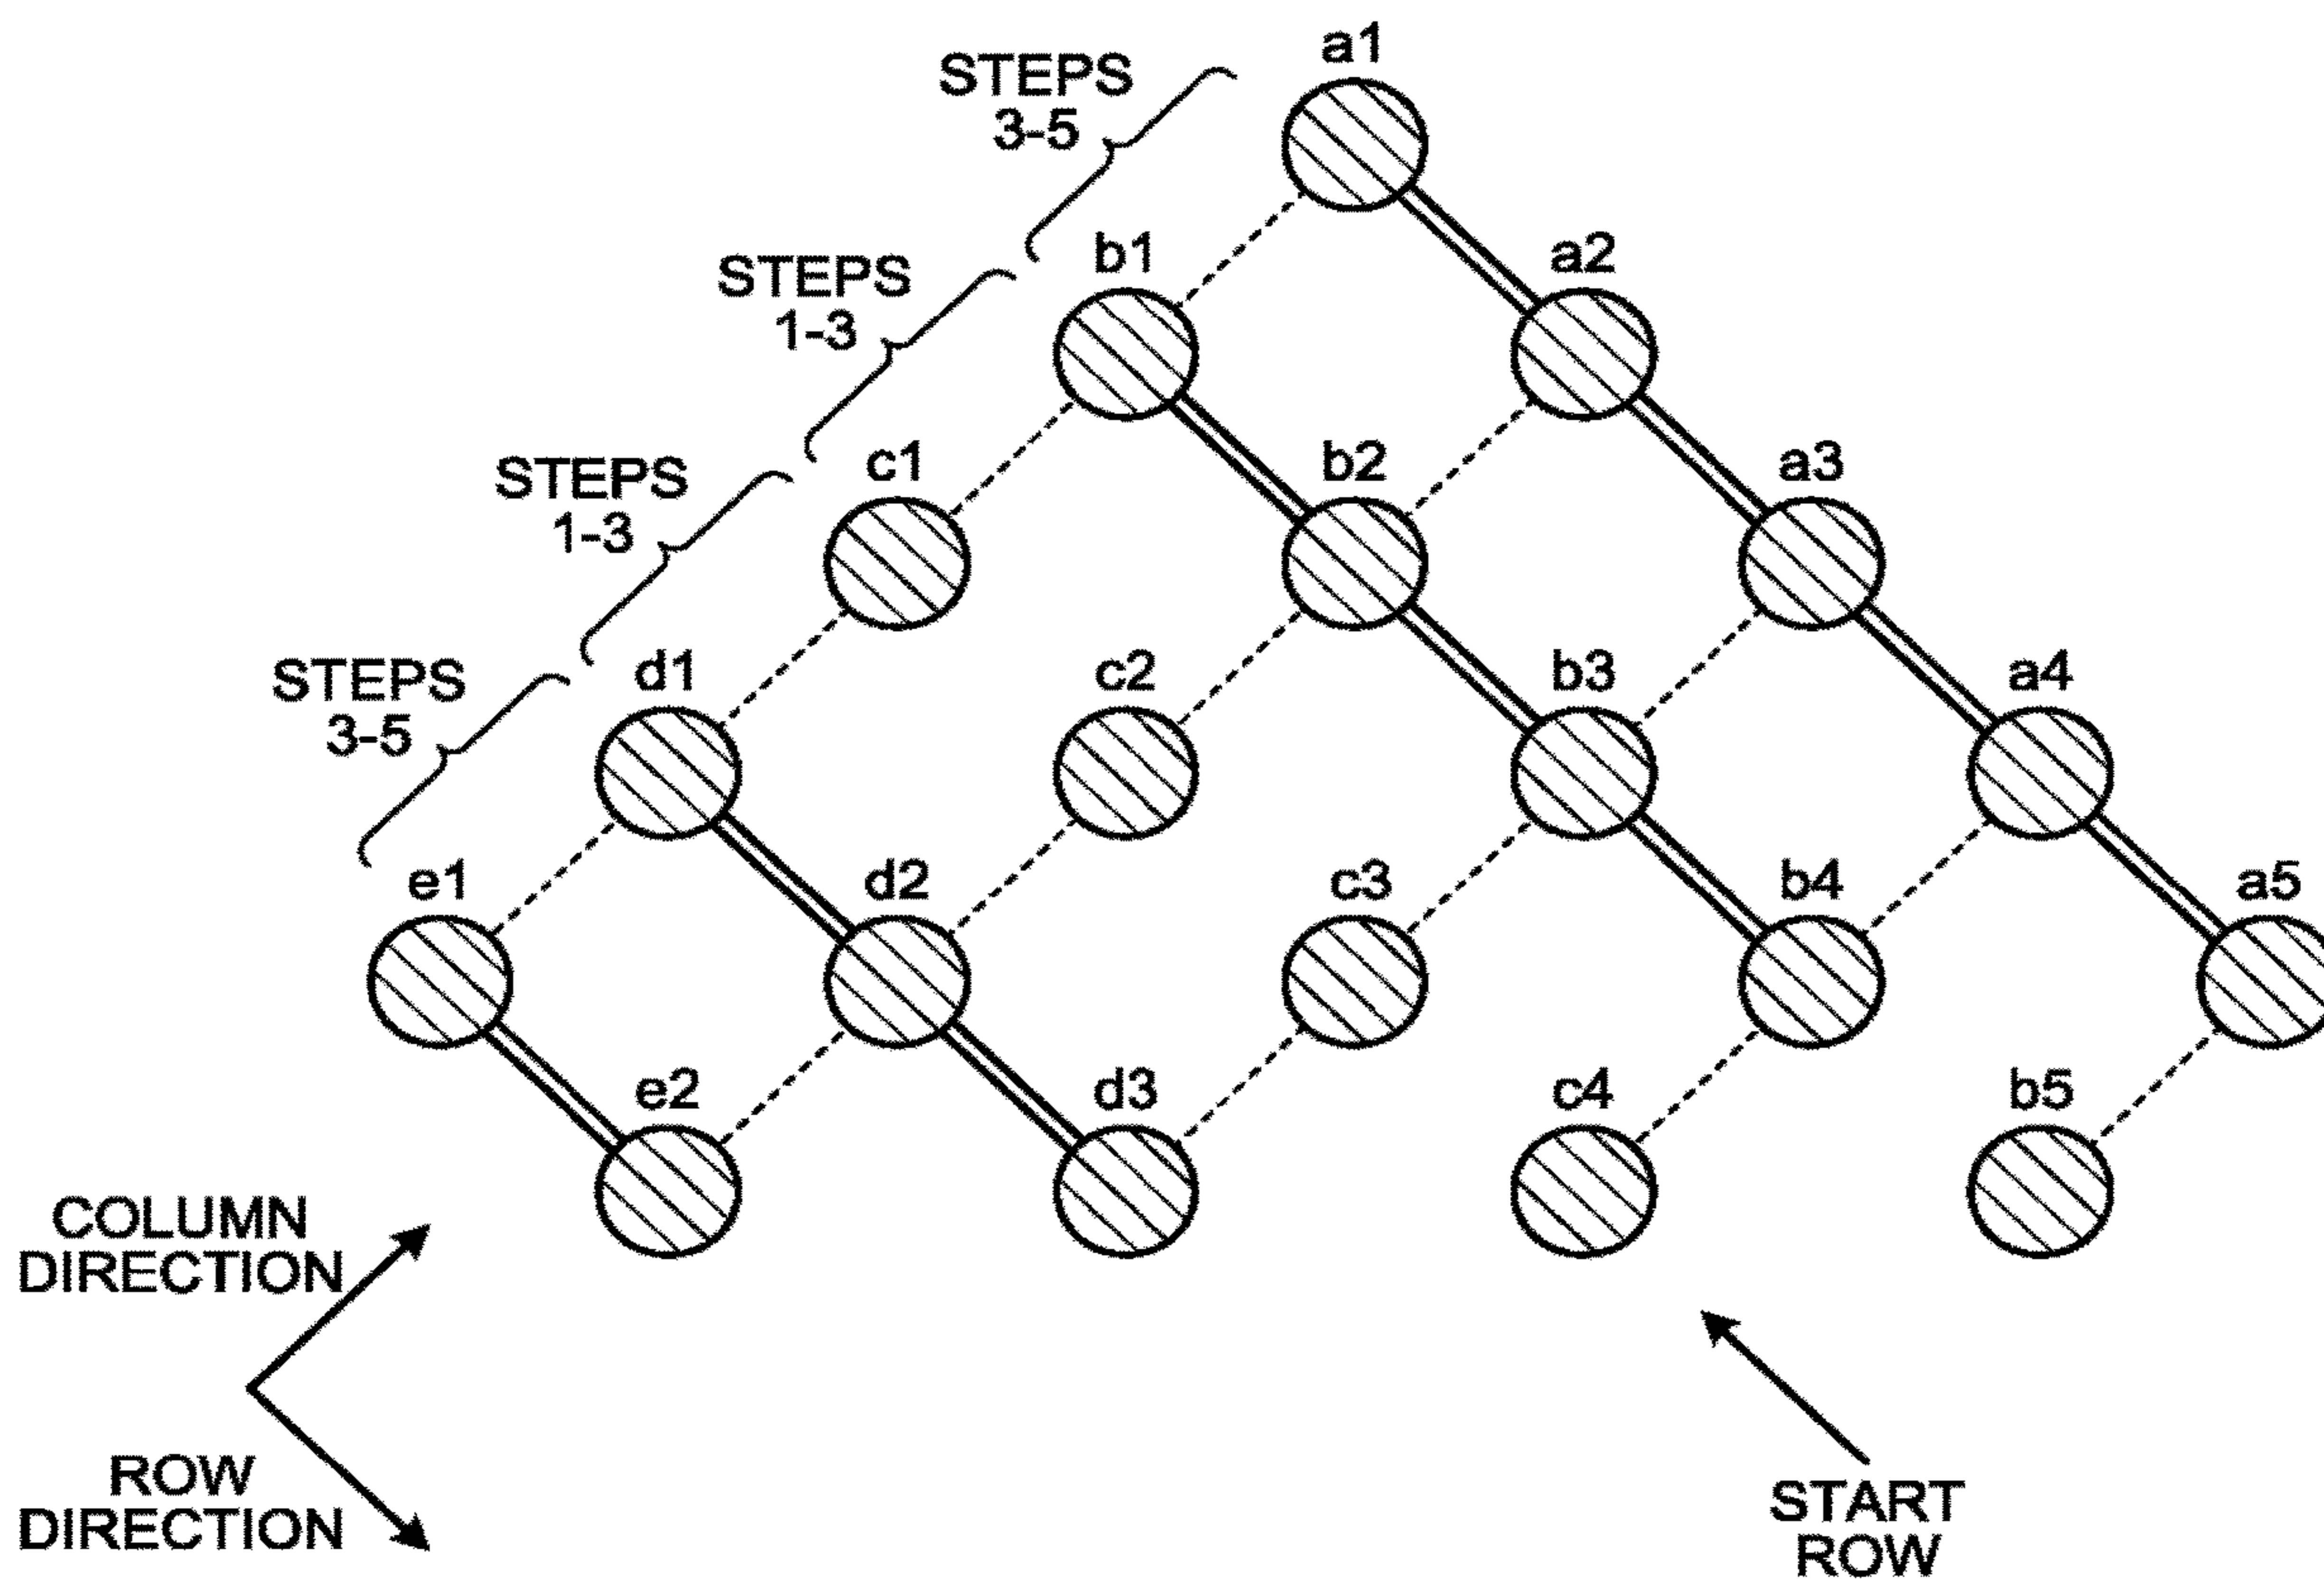 a1
STEPS
3-5
b1
a2
STEPS
1-3
c1
b2
a3
STEPS
1-3
d1
c2
b3
a4
STEPS
3-5
e1
d2
c3
b4
a5
e2
d3
c4
b5
COLUMN
DIRECTION
ROW
DIRECTION
START
ROW